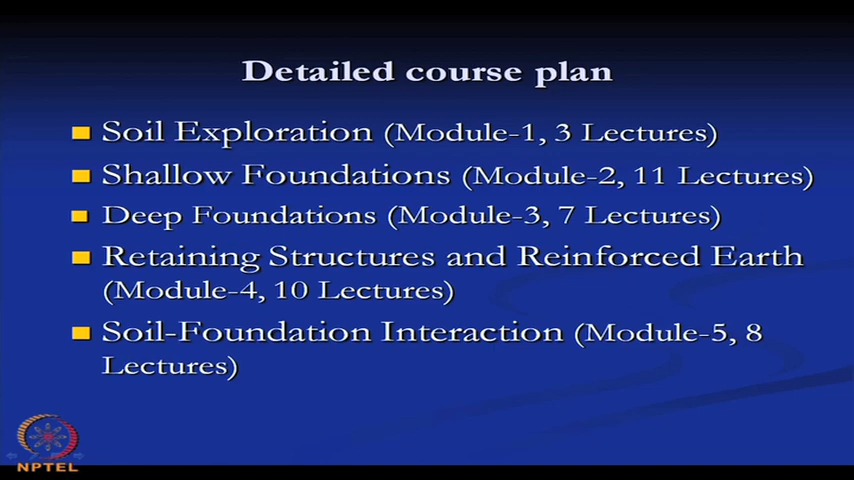 Detailed course plan
Soil Exploration (Module-1, 3 Lectures)
Shallow Foundations (Module-2, 11 Lectures)
Deep Foundations (Module-3, 7 Lectures)
Retaining Structures and Reinforced Earth
(Module-4, 10 Lectures)
Soil-Foundation Interaction (Module-5, 8
Lectures)
NPTEL